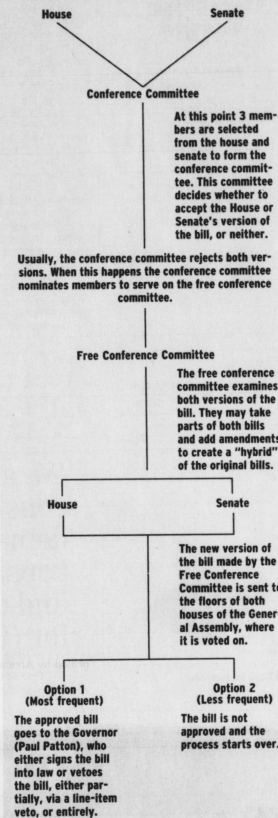 House Senate
Conference Committee
At this point 3 mem-
bers are selected
from the house and
senate to form the
conference commit-
tee. This committee
decides whether to
accept the House or
Senate's version of
the bill, or neither.
Usually, the conference committee rejects both ver-
sions. When this happens the conference committee
nominates members to serve on the free conference
committee.
Free Conference Committee
The free conference
committee examines
both versions of the
bill. They may take
parts of both bills
and add amendments
to create a "hybrid"
of the original bills.
House Senate
The new version of
the bill made by the
Free Conference
Committee is sent to
the floors of both
houses of the Gener
al Assembly, where
it is voted on.
Option 1
(Most frequent)
The approved bill
goes to the Governor
(Paul Patton), who
either signs the bill
into law or vetoes
the bill, either par-
tially, via a line-item
veto, or entirely.
Option 2
(Less frequent)
The bill is not
approved and the
process starts over.